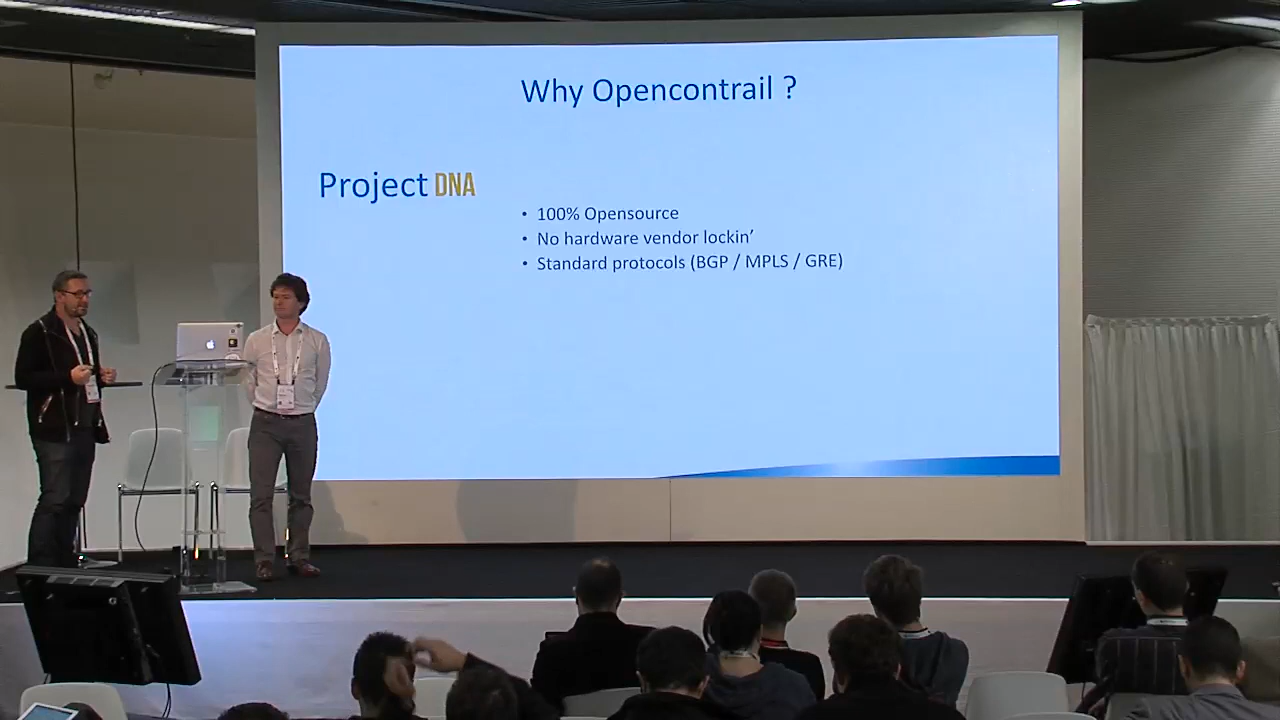 Why Opencontrail ?
Project DNA
• 100% Opensource
• No hardware vendor lockin’
• Standard protocols (BGP / MPLS / GRE)